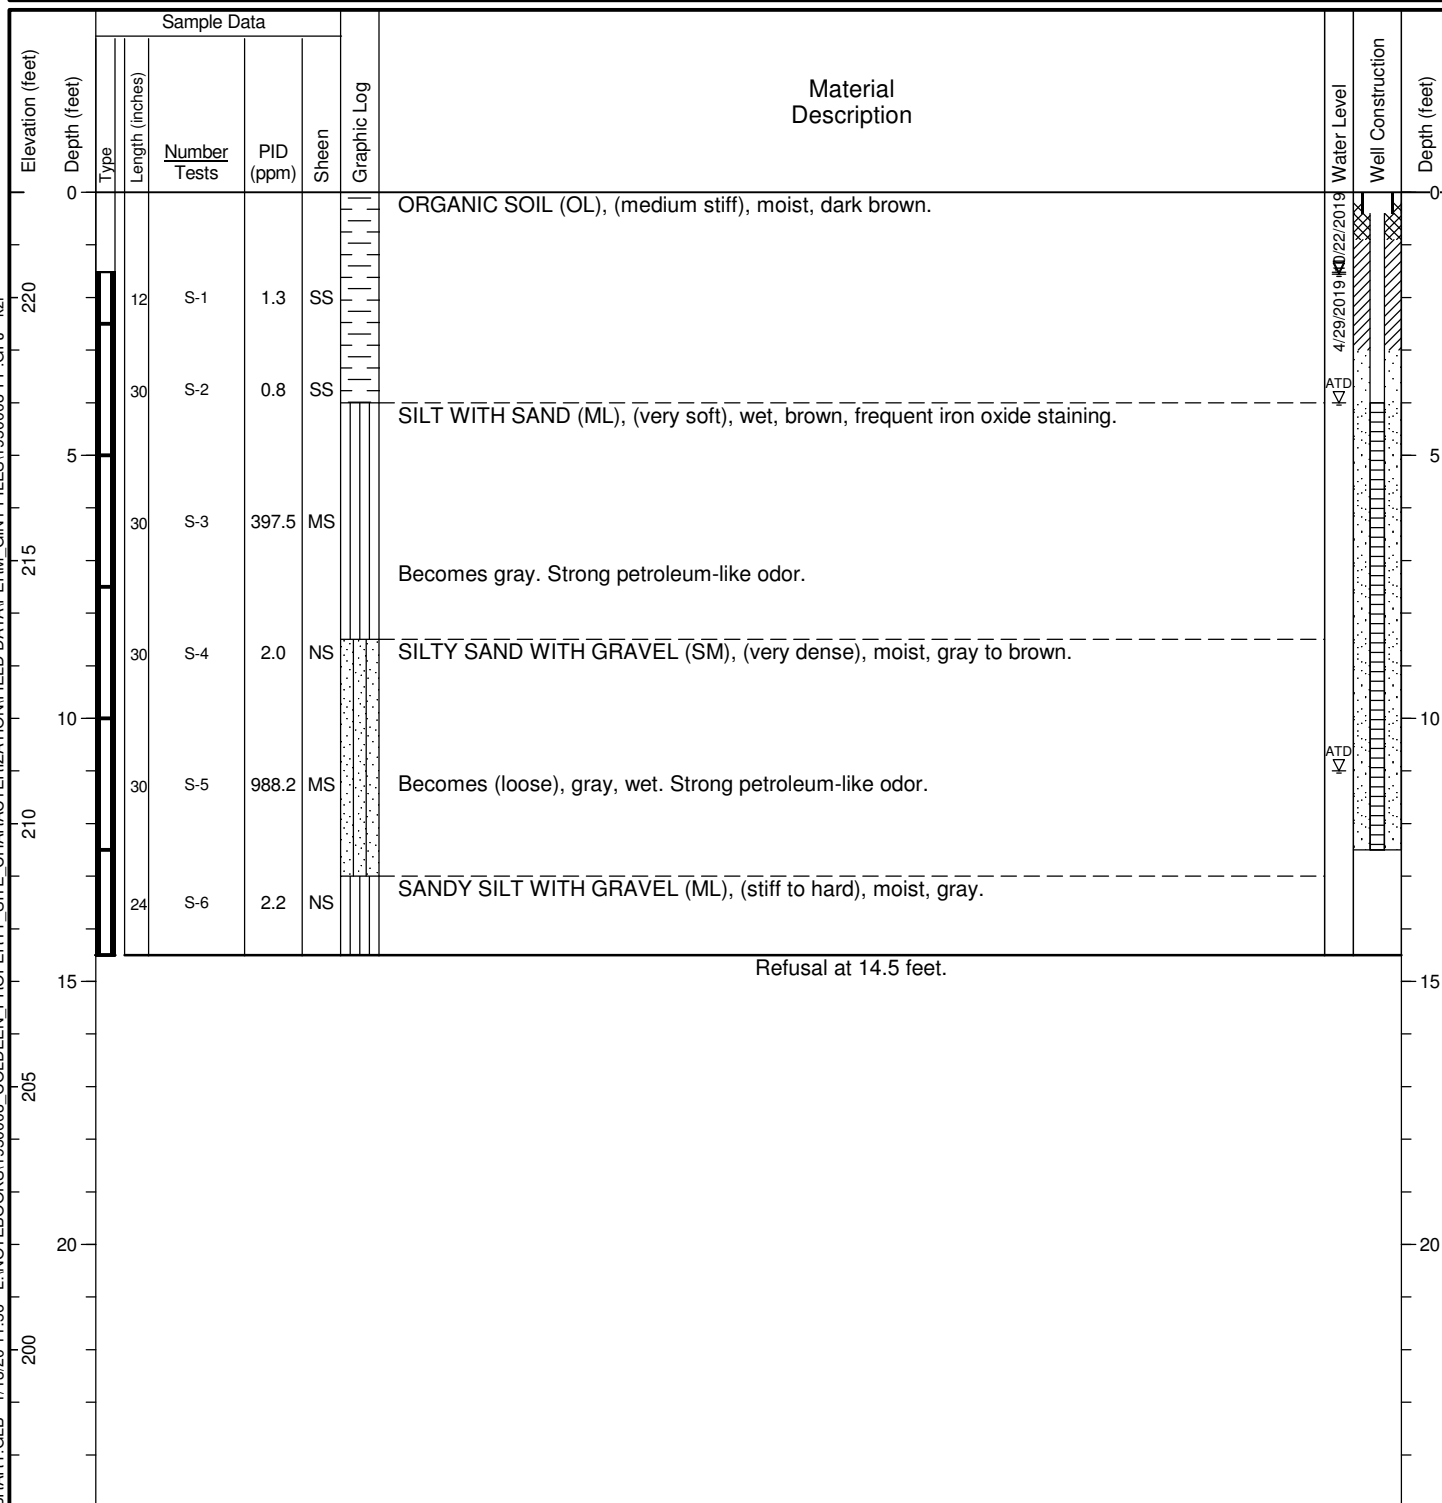 Sample Data
Elevation (feet)
Depth (feet)
Type
Length (inches)
Number
Tests
PID
(ppm)
Sheen
Graphic Log
Material
Description
Water Level
Well Construction
Depth (feet)
0
ORGANIC SOIL (OL), (medium stiff), moist, dark brown.
0
4/29/2019
220
12 S-1 1.3 SS
30 S-2 0.8 SS
ATD
SILT WITH SAND (ML), (very soft), wet, brown, frequent iron oxide staining.
5
5
30 S-3 397.5 MS
215
Becomes gray. Strong petroleum-like odor.
30 S-4 2.0 NS SILTY SAND WITH GRAVEL (SM), (very dense), moist, gray to brown.
10
10
ATD
30 S-5 988.2 MS Becomes (loose), gray, wet. Strong petroleum-like odor.
210
24 S-6 2.2 NS SANDY SILT WITH GRAVEL (ML), (stiff to hard), moist, gray.
Refusal at 14.5 feet.
15
15
205
20
20
200